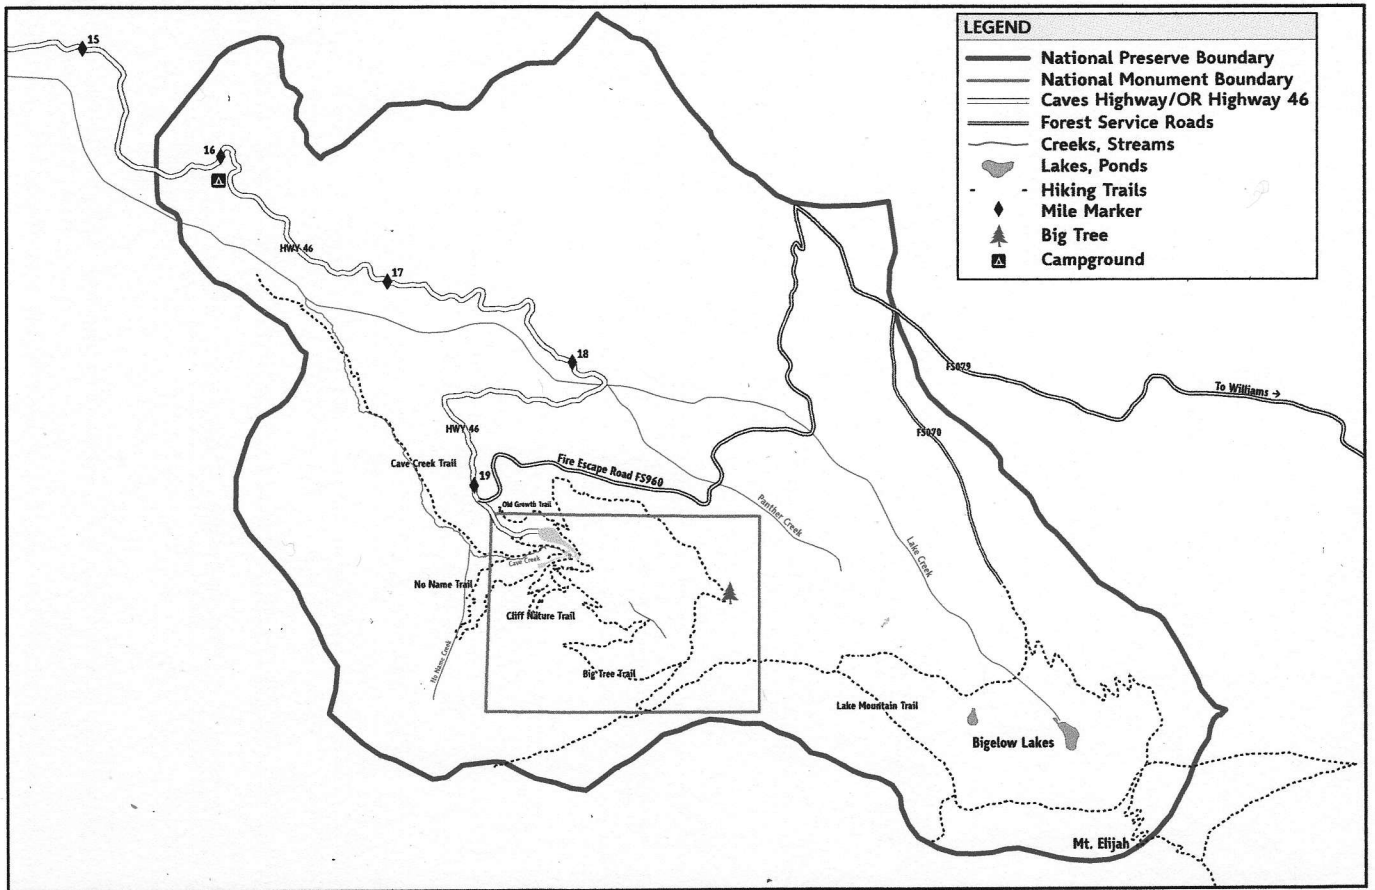 LEGEND
National Preserve Boundary
National Monument Boundary
Caves Highway/OR Highway 46
Forest Service Roads
Creeks, Streams
Lakes, Ponds
Hiking Trails
Mile Marker
Big Tree
Campground
15
16
HWY 46
17
18
FS079
To Williams →
HWY 46
FS070
Cave Creek Trail
Fire Escape Road FS960
19
Old Growth Trail
Panther Creek
Lake Creek
Cave Creek
No Name Trail
Cliff Nature Trail
No Name Creek
Big Tree Trail
Lake Mountain Trail
Bigelow Lakes
Mt. Elijah